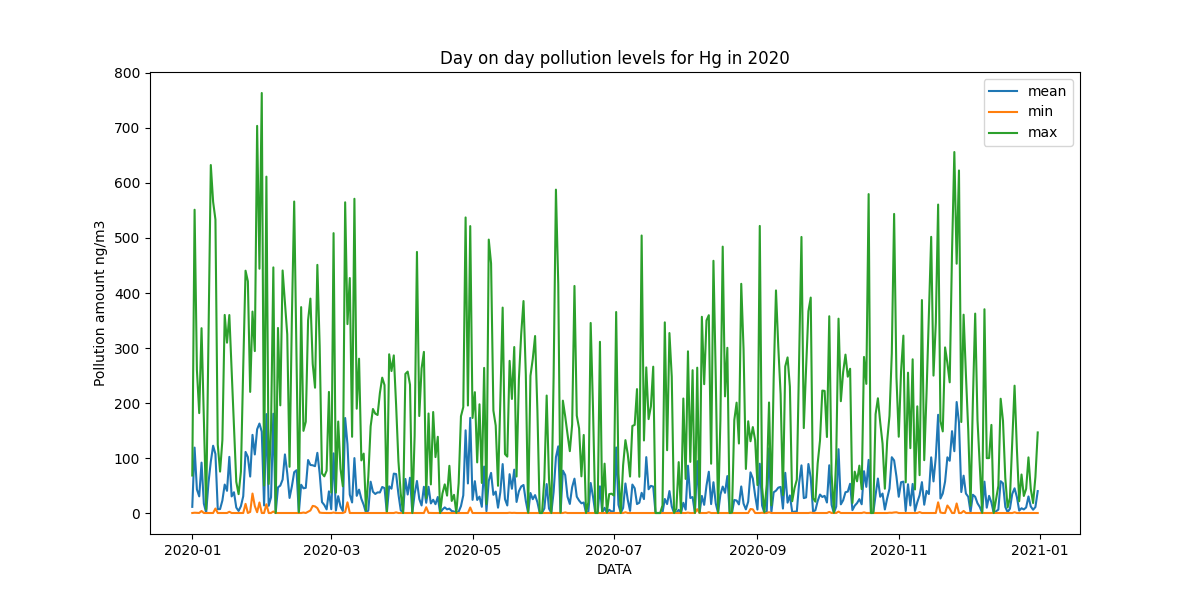 Day on day pollution levels for Hg in 2020
mean
min
max
Pollution amount ng/m3
800
700
600
500
400
300
200
100
0
2020-01
2020-03
2020-05
2020-07
2020-09
2020-11
2021-01
DATA